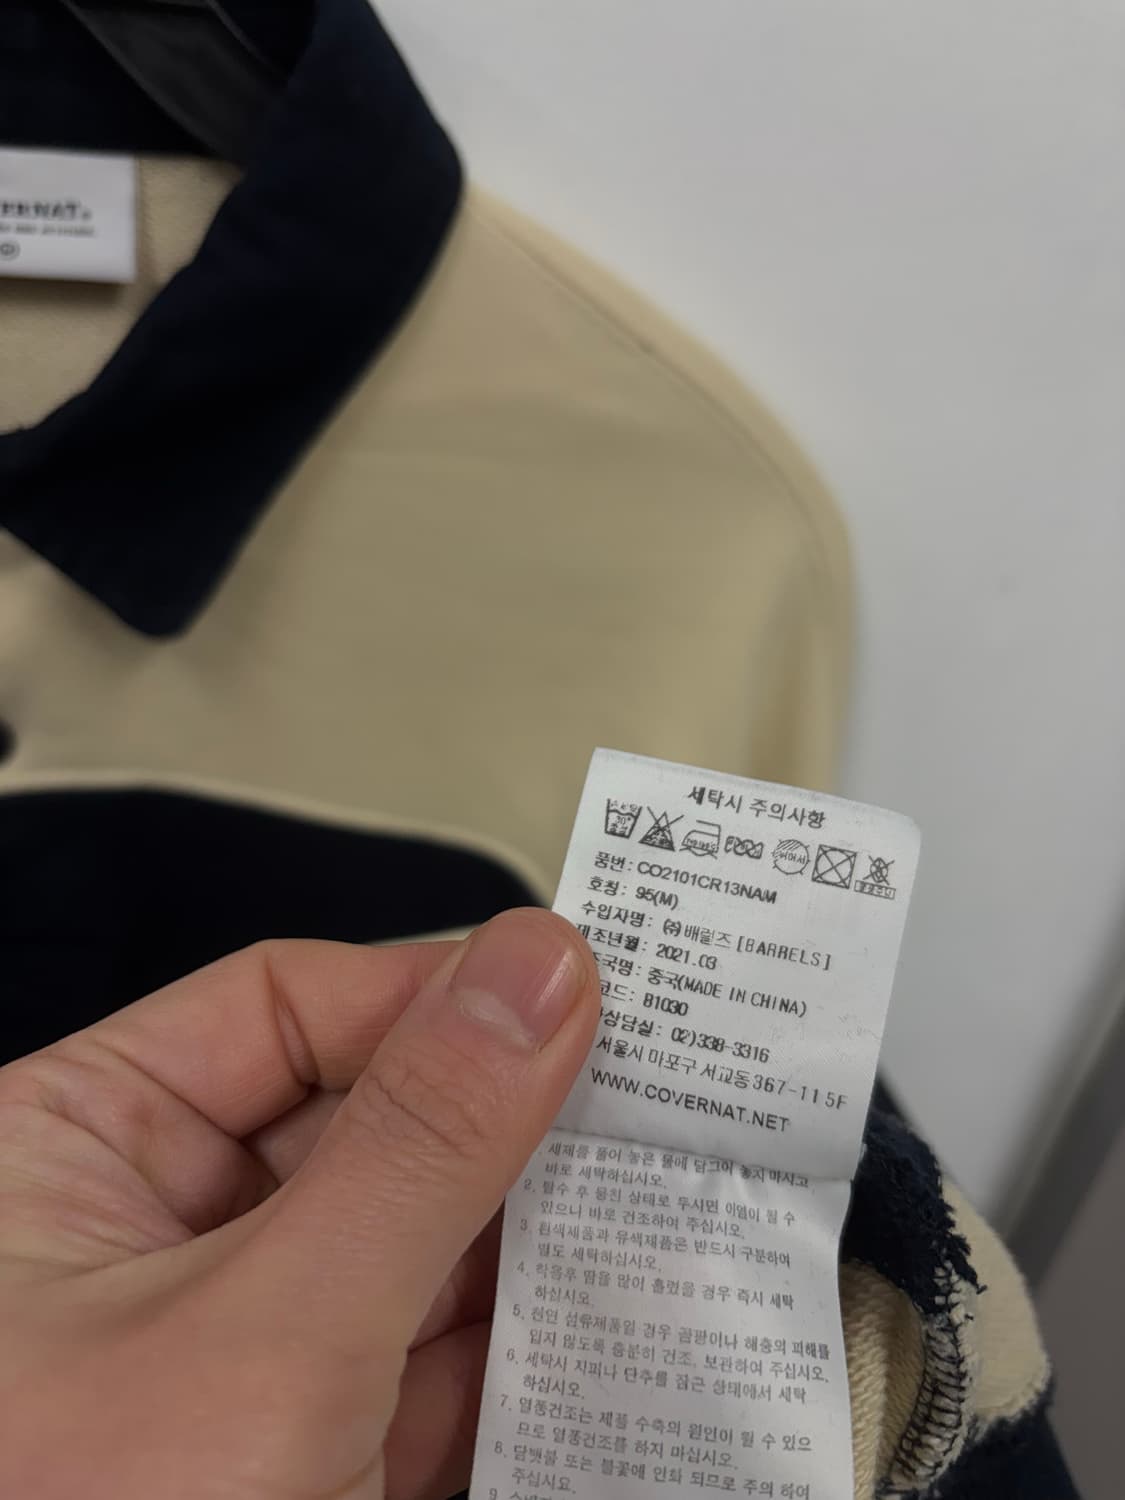 ERNAT.
세탁시 주의사항
품번: CO2101CR13NAM
호칭: 95(M)
수입자명: ㈜배럴즈 [BARRELS]
제조년월: 2021.03
조국명: 중국(MADE IN CHINA)
코드: B1030
상담실: 02)338-3316
서울시 마포구 서교동 367-11 5F
WWW.COVERNAT.NET
세제를 풀어 놓은 물에 담그어 놓지 마시고
바로 세탁하십시오.
2. 탈수 후 뭉친 상태로 두시면 이염이 될 수
있으니 바로 건조하여 주십시오.
3. 흰색제품과 유색제품은 반드시 구분하여
별도 세탁하십시오.
4. 착용후 땀을 많이 흘렸을 경우 즉시 세탁
하십시오.
5. 천연 섬유제품일 경우 곰팡이나 해충의 피해를
입지 않도록 충분히 건조, 보관하여 주십시오.
6. 세탁시 지퍼나 단추를 잠근 상태에서 세탁
하십시오.
7. 열풍건조는 제품 수축의 원인이 될 수 있으
므로 열풍건조를 하지 마십시오.
8. 담뱃불 또는 불꽃에 인화 되므로 주의 하여
주십시요.
9.